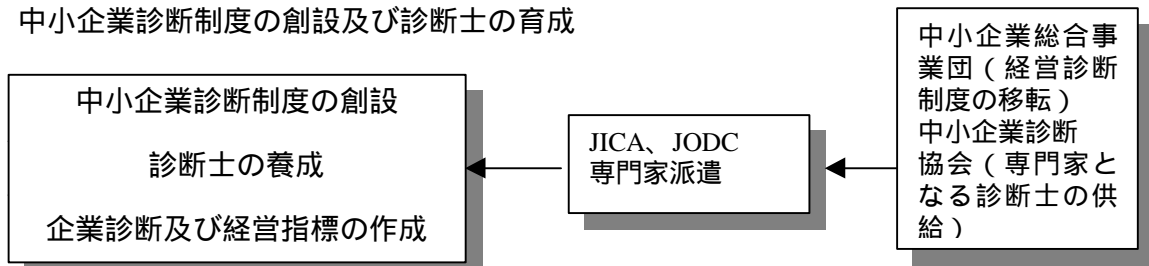 中小企業診断制度の創設及び診断士の育成
中小企業診断制度の創設
診断士の養成
企業診断及び経営指標の作成
JICA、JODC
専門家派遣
中小企業総合事
業団(経営診断
制度の移転)
中小企業診断
協会(専門家と
なる診断士の供
給)